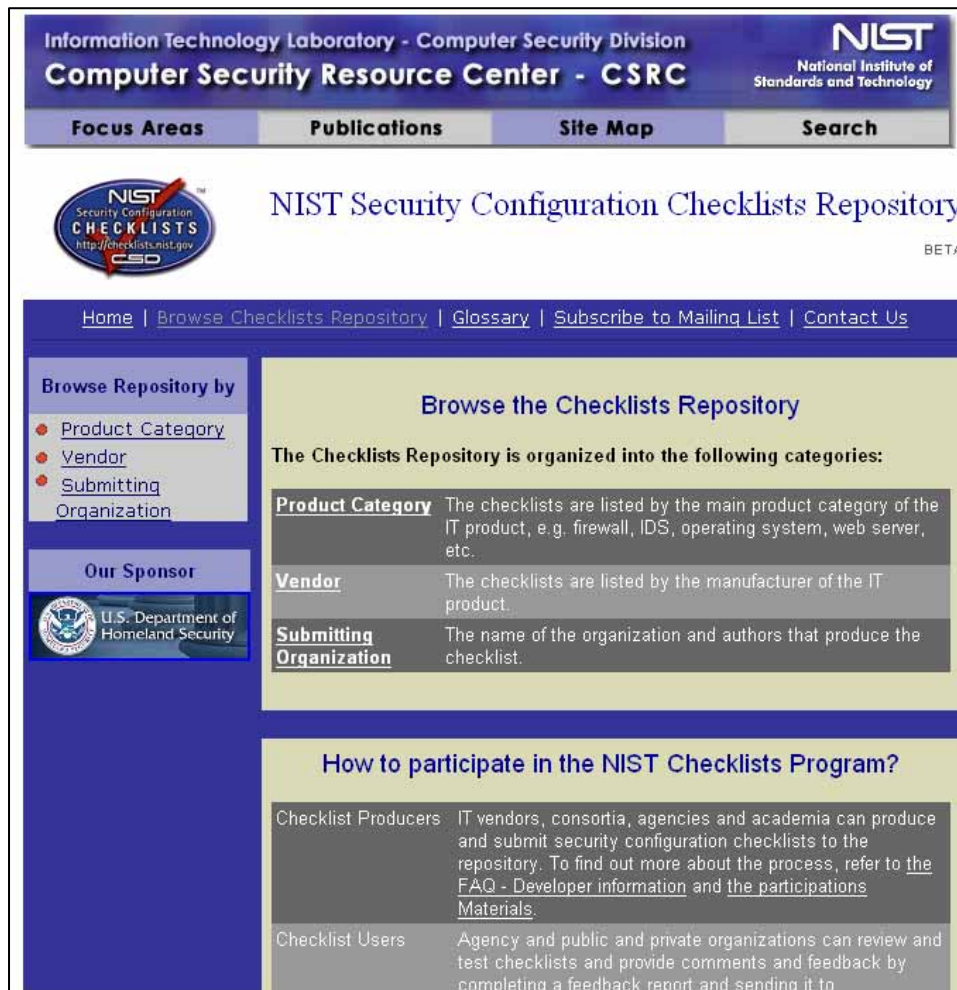 Information Technology Laboratory - Computer Security Division
Computer Security Resource Center - CSRC
NIST
National Institute of
Standards and Technology
Focus Areas
Publications
Site Map
Search
NIST
TM
Security Configuration
CHECKLISTS
http://checklists.nist.gov
CSD
NIST Security Configuration Checklists Repository
BETA
Home | Browse Checklists Repository | Glossary | Subscribe to Mailing List | Contact Us
Browse Repository by
Product Category
Vendor
Submitting
Organization
Our Sponsor
U.S. Department of
Homeland Security
Browse the Checklists Repository
The Checklists Repository is organized into the following categories:
Product Category The checklists are listed by the main product category of the
IT product, e.g. firewall, IDS, operating system, web server,
etc.
Vendor The checklists are listed by the manufacturer of the IT
product.
Submitting The name of the organization and authors that produce the
Organization checklist.
How to participate in the NIST Checklists Program?
Checklist Producers IT vendors, consortia, agencies and academia can produce
and submit security configuration checklists to the
repository. To find out more about the process, refer to the
FAQ - Developer information and the participations
Materials.
Checklist Users Agency and public and private organizations can review and
test checklists and provide comments and feedback by
completing a feedback report and sending it to